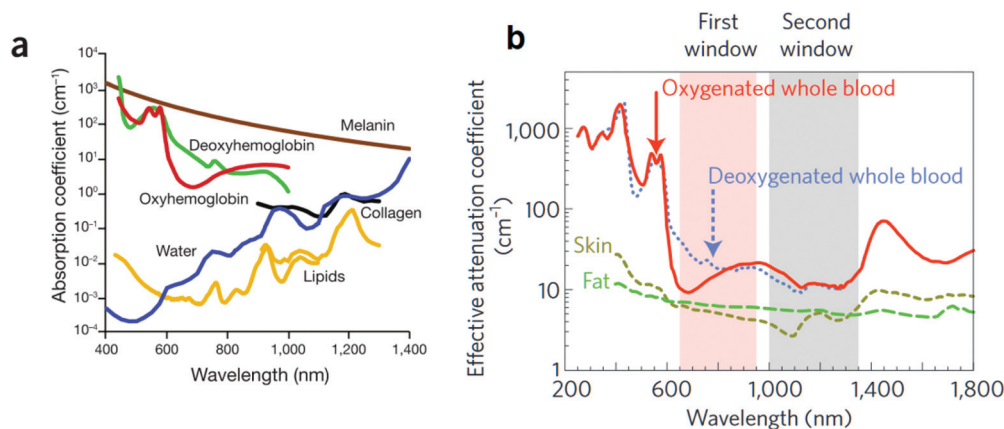 a
Absorption coefficient (cm⁻¹)
10⁴
10³
10²
10¹
10⁰
10⁻¹
10⁻²
10⁻³
10⁻⁴
Melanin
Deoxyhemoglobin
Oxyhemoglobin
Collagen
Water
Lipids
400
600
800
1,000
1,200
1,400
Wavelength (nm)
b
First
window
Second
window
Effective attenuation coefficient
(cm⁻¹)
1,000
100
10
1
Oxygenated whole blood
Deoxygenated whole blood
Skin
Fat
200
600
1,000
1,400
1,800
Wavelength (nm)